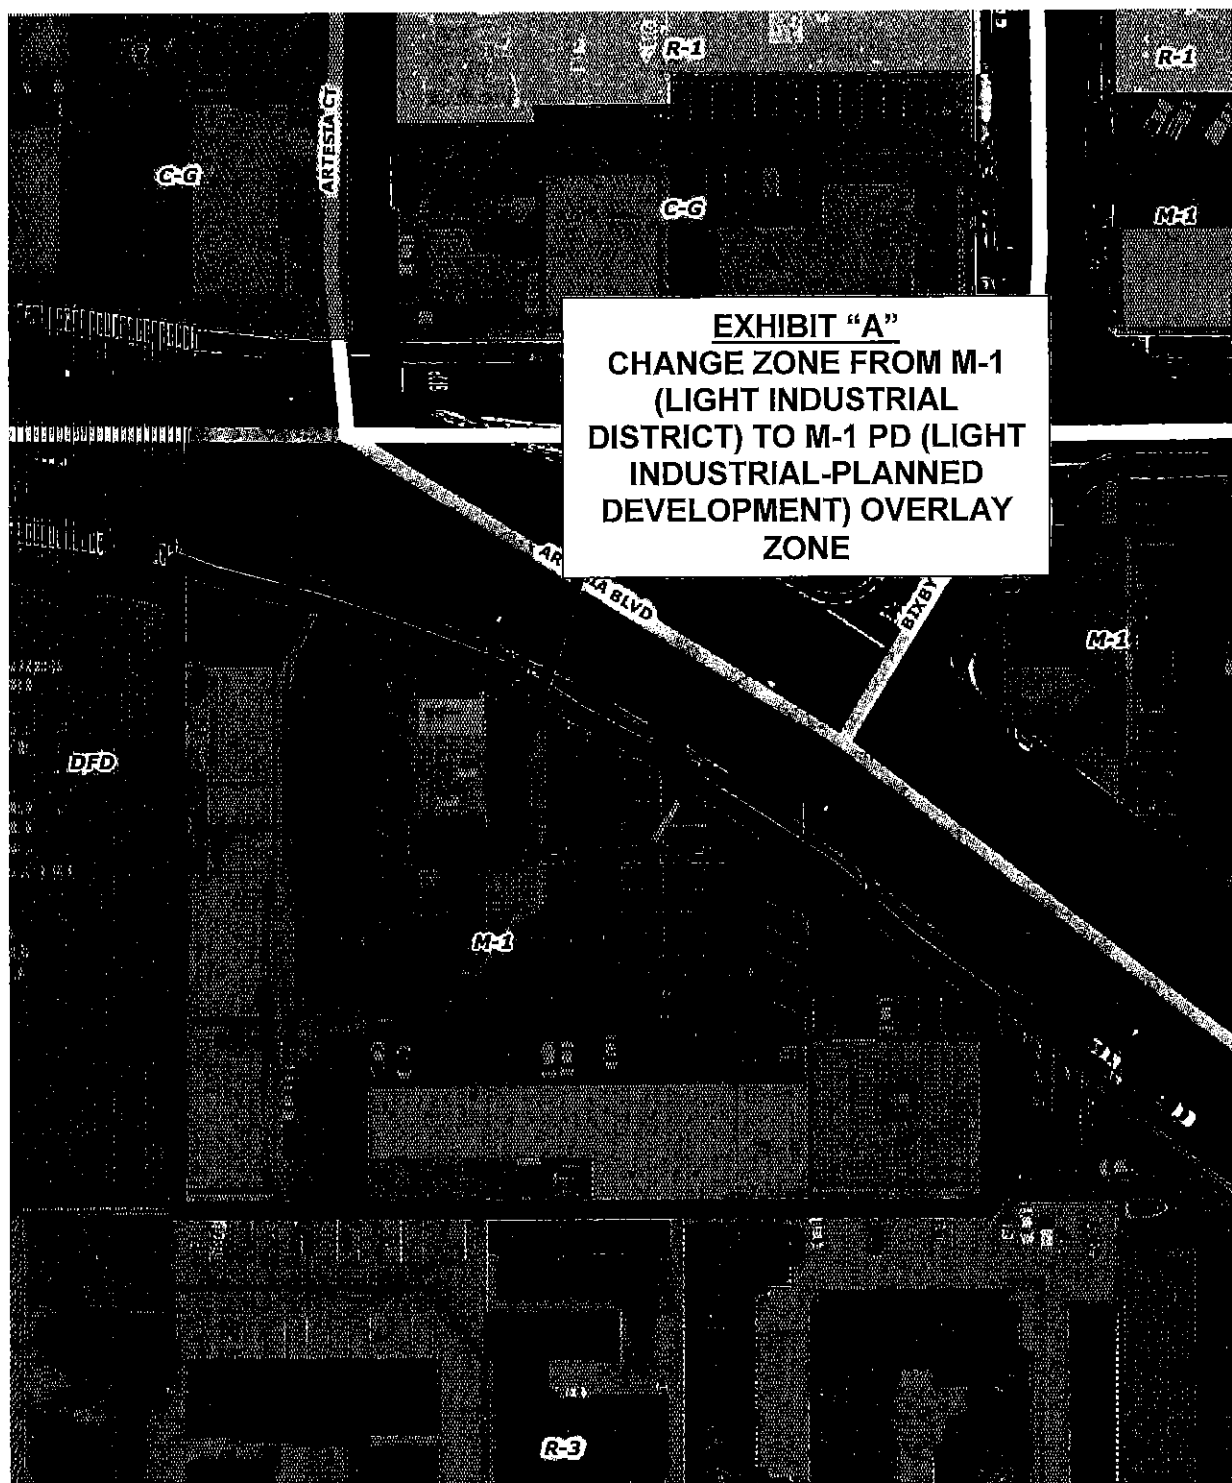 R-1
R-1
ARTESIA CT
C-G
C-G
M-1
EXHIBIT “A”
CHANGE ZONE FROM M-1
(LIGHT INDUSTRIAL
DISTRICT) TO M-1 PD (LIGHT
INDUSTRIAL-PLANNED
DEVELOPMENT) OVERLAY
ZONE
BLVD
BIXBY
M-1
DFD
M-1
R-3